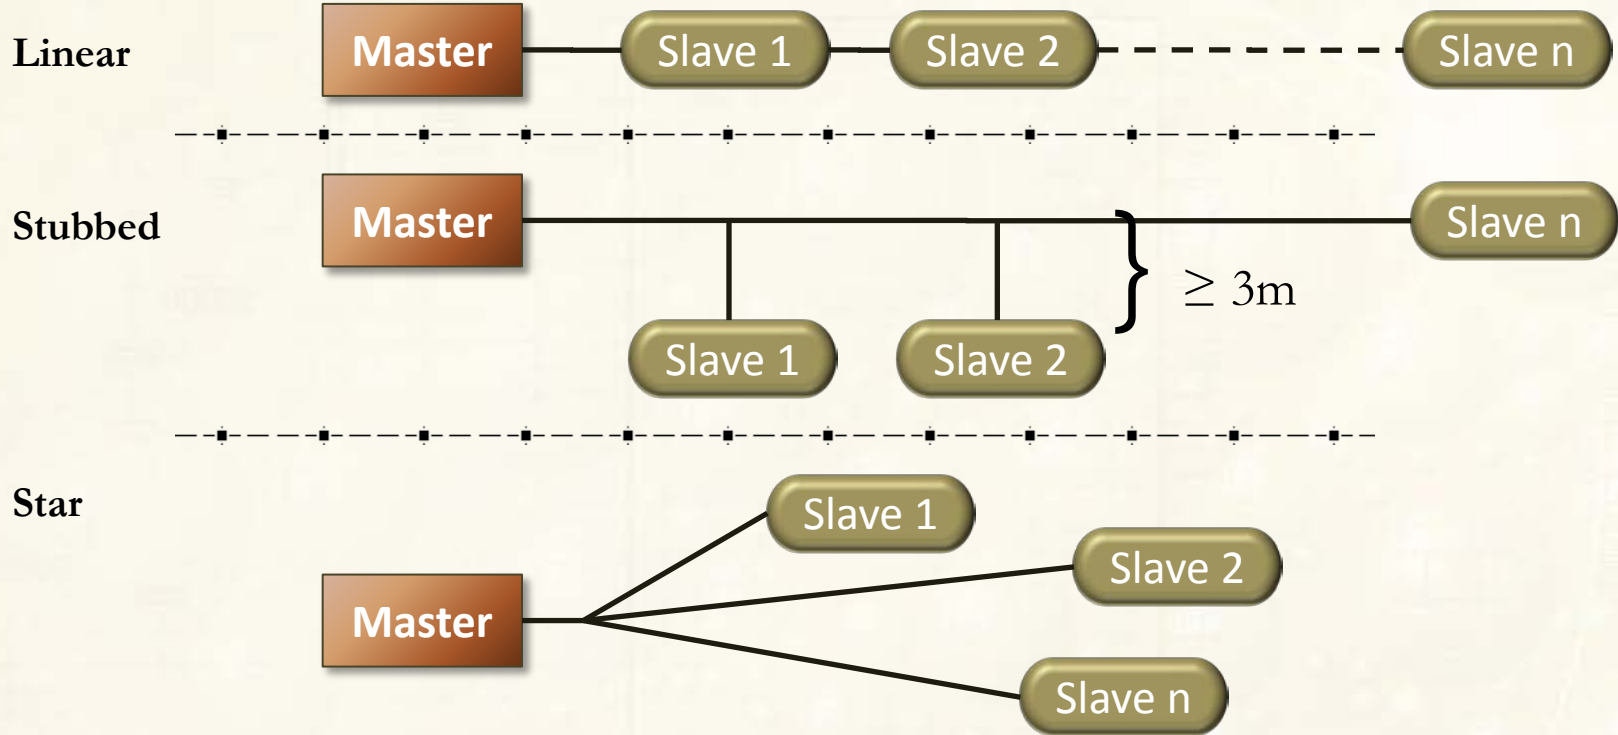 Linear
Master
Slave 1
Slave 2
Slave n
Stubbed
Master
Slave n
≥ 3m
Slave 1
Slave 2
Star
Slave 1
Slave 2
Master
Slave n